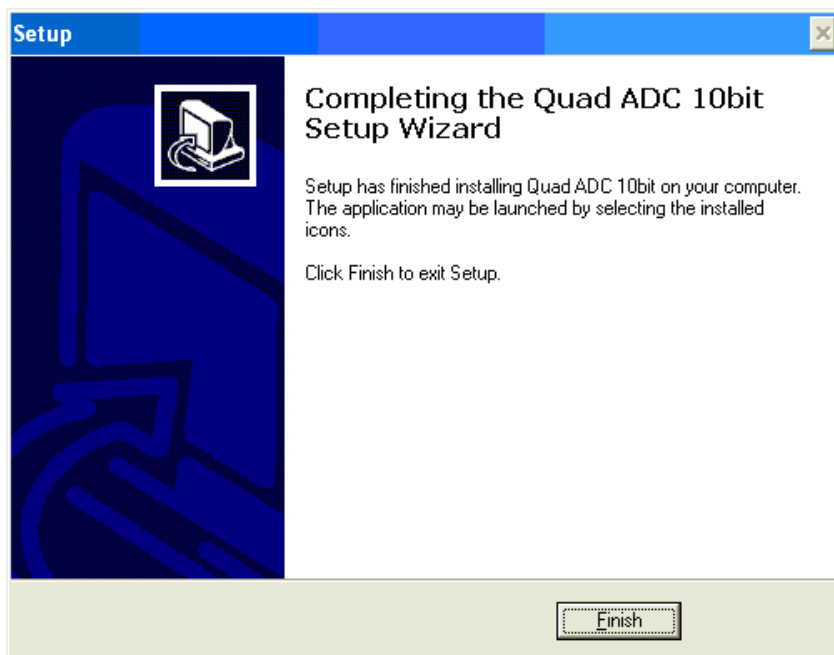 Setup
Completing the Quad ADC 10bit
Setup Wizard
Setup has finished installing Quad ADC 10bit on your computer.
The application may be launched by selecting the installed
icons.
Click Finish to exit Setup.
Finish